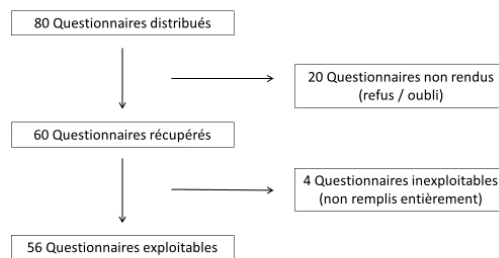 80 Questionnaires distribués
20 Questionnaires non rendus
(refus / oubli)
60 Questionnaires récupérés
4 Questionnaires inexploitables
(non remplis entièrement)
56 Questionnaires exploitables